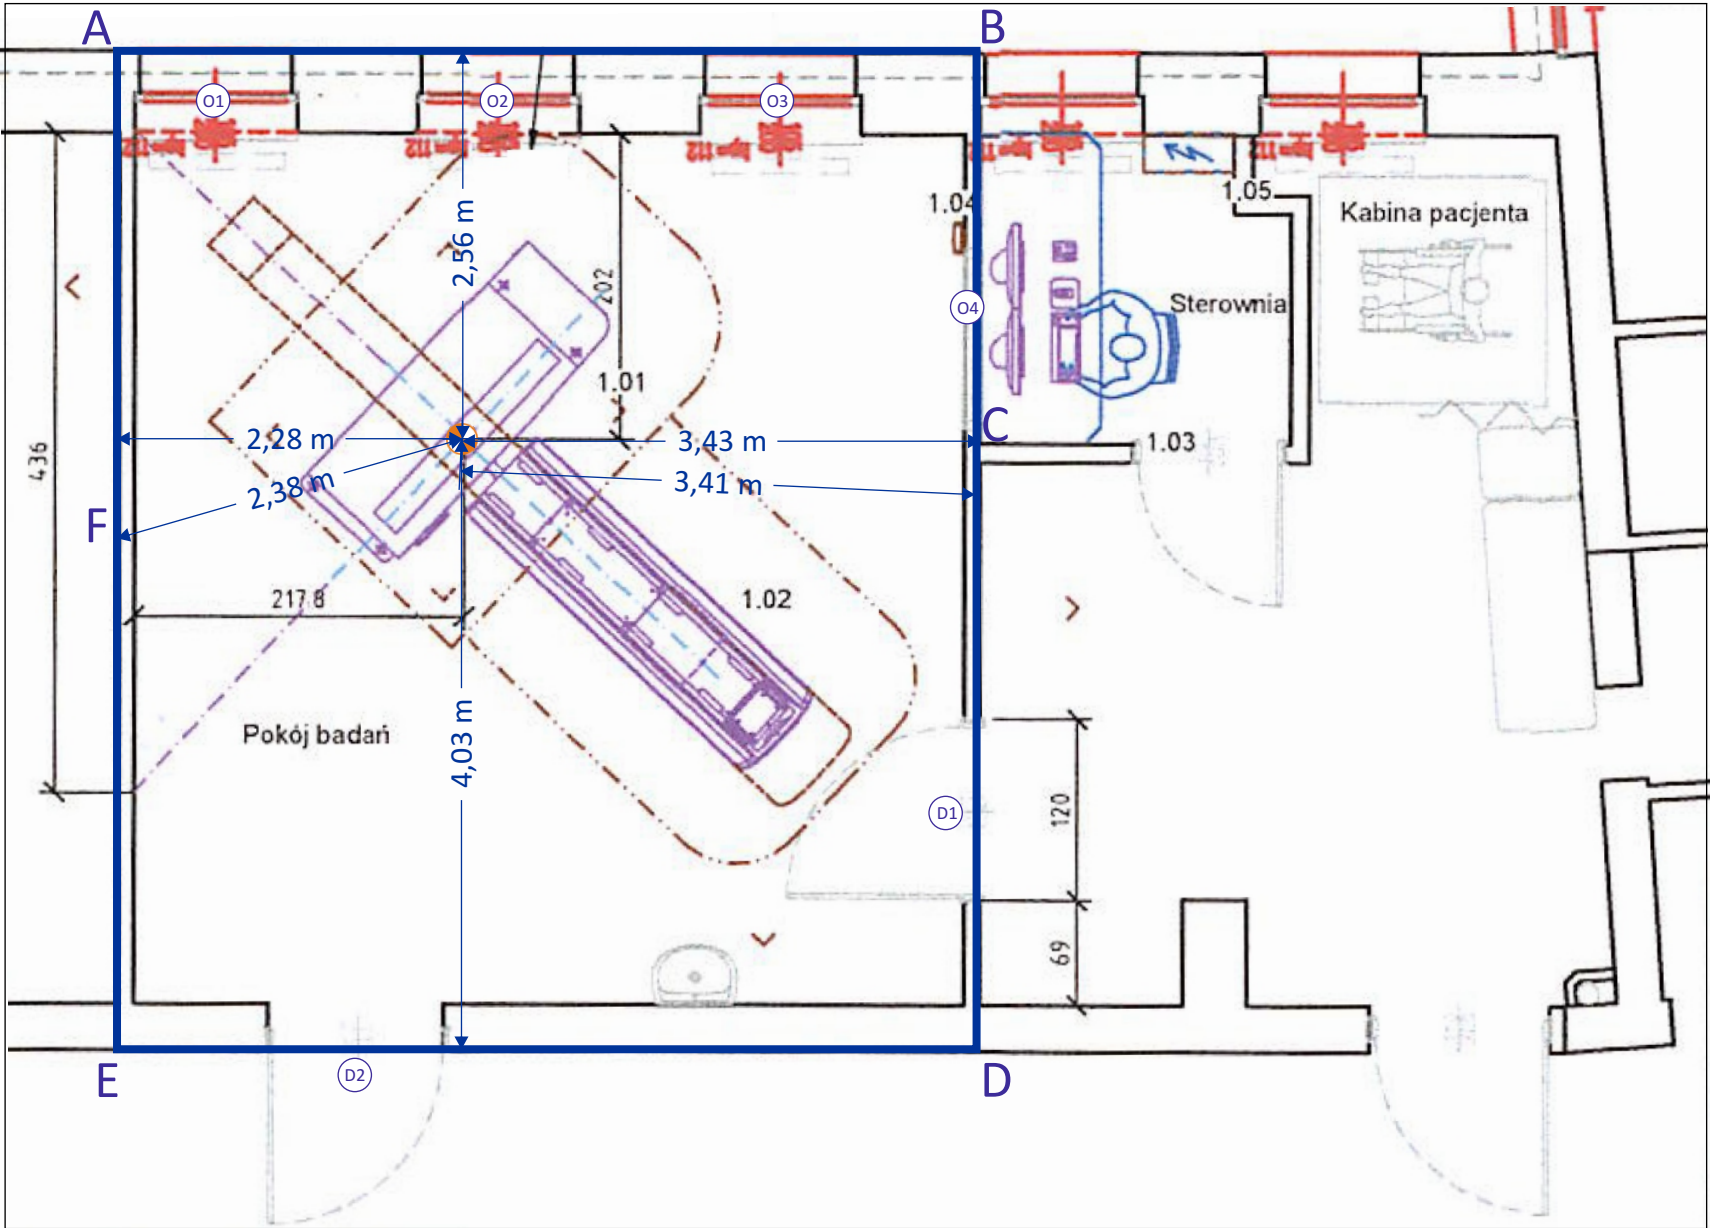 A
B
O1
O2
O3
1.04
1.05
Kabina pacjenta
2,56 m
202
O4
Sterownia
1.01
C
2,28 m
3,43 m
1.03
436
2,38 m
3,41 m
F
217.8
1.02
Pokój badań
4,03 m
D1
120
69
E
D2
D